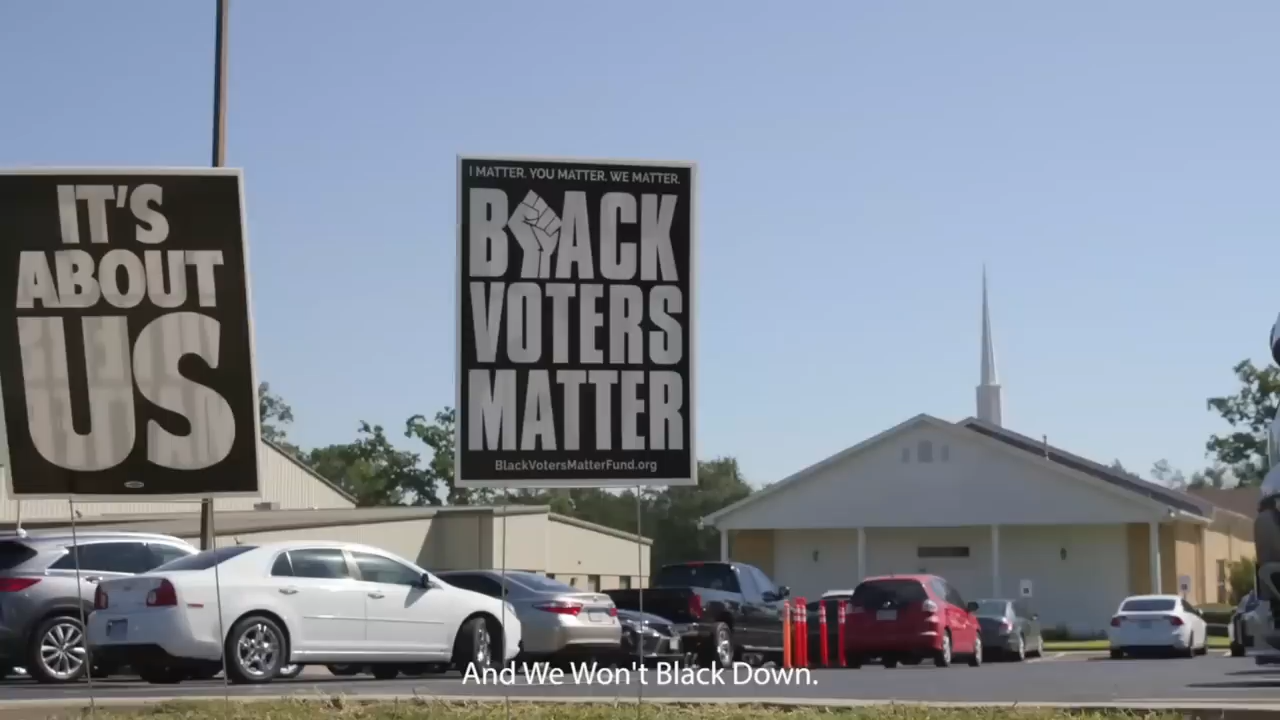 IT'S
ABOUT
US
I MATTER. YOU MATTER. WE MATTER.
BLACK
VOTERS
MATTER
BlackVotersMatterFund.org
And We Won't Black Down.